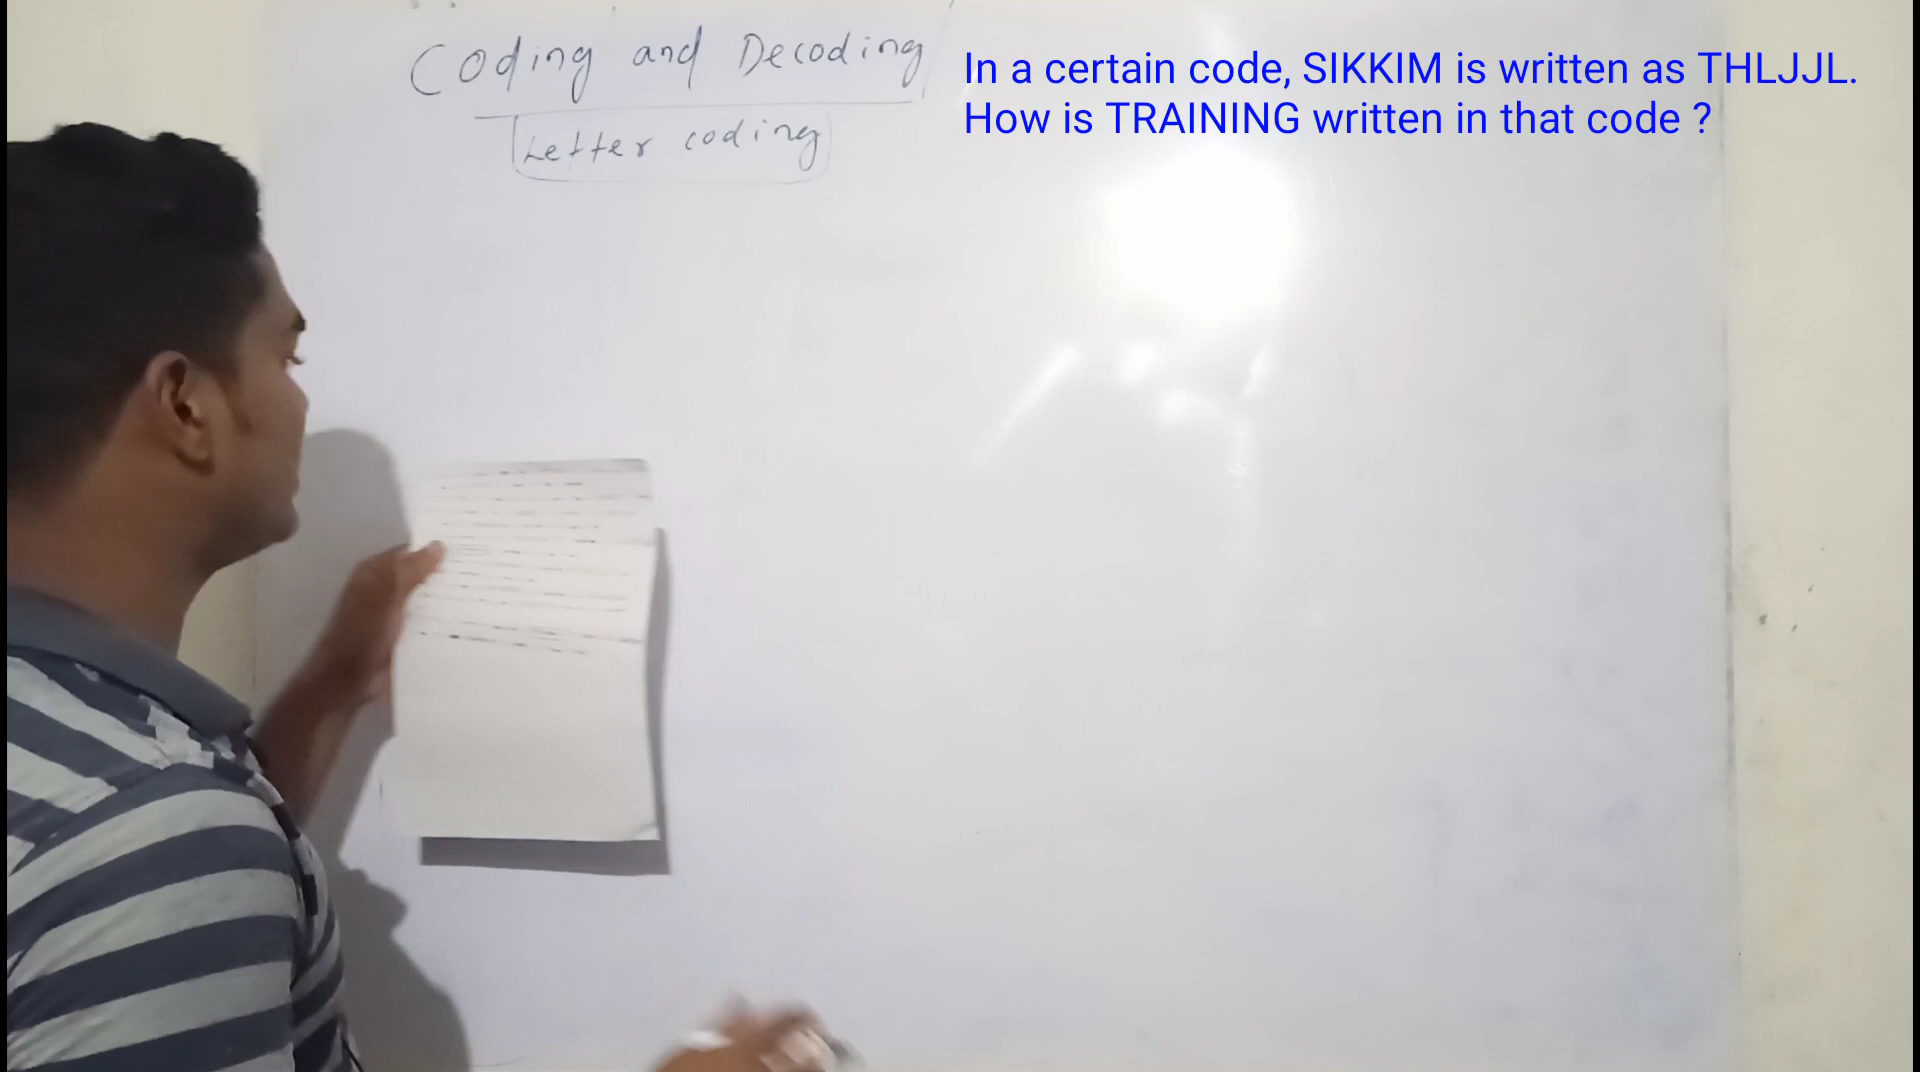 Coding and Decoding
Letter coding
In a certain code, SIKKIM is written as THLJJL.
How is TRAINING written in that code ?